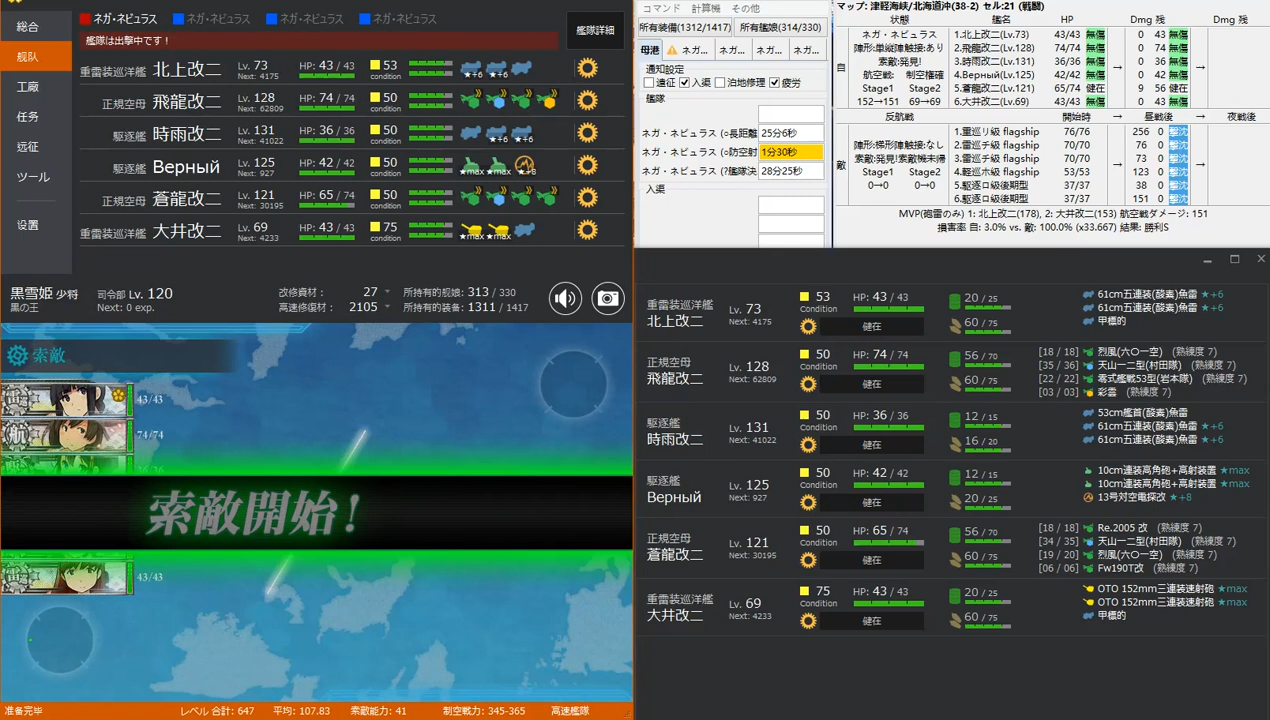 総合
舰队
工廠
任务
远征
ツール
设置
ネガ・ネビュラス
ネガ・ネビュラス
ネガ・ネビュラス
ネガ・ネビュラス
艦隊は出撃中です！
艦隊詳細
重雷装巡洋艦 北上改二 Lv. 73 Next: 4175 HP: 43 / 43 53 condition ★+6 ★+6
正規空母 飛龍改二 Lv. 128 Next: 62809 HP: 74 / 74 50 condition
駆逐艦 時雨改二 Lv. 131 Next: 41022 HP: 36 / 36 50 condition ★+6 ★+6
駆逐艦 Верный Lv. 125 Next: 927 HP: 42 / 42 50 condition ★max ★max ★+8
正規空母 蒼龍改二 Lv. 121 Next: 30195 HP: 65 / 74 50 condition
重雷装巡洋艦 大井改二 Lv. 69 Next: 4233 HP: 43 / 43 75 condition ★max ★max
黒雪姫 少将 司令部 Lv. 120 改修資材： 27 所持有的舰娘: 313 / 330
黒の王 Next: 0 exp. 高速修復材： 2105 所持有的装备: 1311 / 1417
索敵
43/43
74/74
索敵開始！
43/43
准备完毕 レベル 合計: 647 平均: 107.83 索敵能力: 41 制空戦力: 345-365 高速艦隊
コマンド 計算機 その他
所有装備(1312/1417) 所有艦娘(314/330)
母港 ネガ... ネガ... ネガ... ネガ...
通知設定
遠征 入渠 泊地修理 疲労
艦隊
ネガ・ネビュラス (○長距離 25分6秒
ネガ・ネビュラス (○防空射 1分30秒
ネガ・ネビュラス (?艦隊決 28分25秒
入渠
マップ: 津軽海峡/北海道沖(38-2) セル:21 (戦闘)
状態 艦名 HP Dmg 残 Dmg 残
自
ネガ・ネビュラス 1.北上改二(Lv.73) 43/43 無傷 → 0 43 無傷 →
陣形:単縦陣触接:あり 2.飛龍改二(Lv.128) 74/74 無傷 0 74 無傷
索敵:発見! 3.時雨改二(Lv.131) 36/36 無傷 0 36 無傷
航空戦: 制空権確 4.Верный(Lv.125) 42/42 無傷 0 42 無傷
Stage1 Stage2 5.蒼龍改二(Lv.121) 65/74 健在 9 56 健在
152→151 69→69 6.大井改二(Lv.69) 43/43 無傷 0 43 無傷
反航戦 開始時 → 昼戦後 → 夜戦後
敵
1.重巡リ級 flagship 76/76 256 0 撃沈
陣形:梯形陣触接:なし 2.雷巡チ級 flagship 70/70 76 0 撃沈
索敵:発見!索敵機未帰 3.雷巡チ級 flagship 70/70 73 0 撃沈
Stage1 Stage2 4.軽巡ホ級 flagship 53/53 → 123 0 撃沈 →
0→0 0→0 5.駆逐ロ級後期型 37/37 38 0 撃沈
6.駆逐ロ級後期型 37/37 151 0 撃沈
MVP(砲雷のみ) 1: 北上改二(178), 2: 大井改二(153) 航空戦ダメージ: 151
損害率 自: 3.0% vs. 敵: 100.0% (x33.667) 結果: 勝利S
重雷装巡洋艦 北上改二 Lv. 73 Next: 4175 53 Condition HP: 43 / 43 健在 20 / 25 60 / 75
61cm五連装(酸素)魚雷 ★+6
61cm五連装(酸素)魚雷 ★+6
甲標的
正規空母 飛龍改二 Lv. 128 Next: 62809 50 Condition HP: 74 / 74 健在 56 / 70 60 / 75
[18 / 18] 烈風(六〇一空) (熟練度 7)
[35 / 36] 天山一二型(村田隊) (熟練度 7)
[22 / 22] 零式艦戦53型(岩本隊) (熟練度 7)
[03 / 03] 彩雲 (熟練度 7)
駆逐艦 時雨改二 Lv. 131 Next: 41022 50 Condition HP: 36 / 36 健在 12 / 15 16 / 20
53cm艦首(酸素)魚雷
61cm五連装(酸素)魚雷 ★+6
61cm五連装(酸素)魚雷 ★+6
駆逐艦 Верный Lv. 125 Next: 927 50 Condition HP: 42 / 42 健在 12 / 15 20 / 25
10cm連装高角砲+高射装置 ★max
10cm連装高角砲+高射装置 ★max
13号対空電探改 ★+8
正規空母 蒼龍改二 Lv. 121 Next: 30195 50 Condition HP: 65 / 74 健在 56 / 70 60 / 75
[18 / 18] Re.2005 改 (熟練度 7)
[34 / 35] 天山一二型(村田隊) (熟練度 7)
[19 / 20] 烈風(六〇一空) (熟練度 7)
[06 / 06] Fw190T改 (熟練度 7)
重雷装巡洋艦 大井改二 Lv. 69 Next: 4233 75 Condition HP: 43 / 43 健在 20 / 25 60 / 75
OTO 152mm三連装速射砲 ★max
OTO 152mm三連装速射砲 ★max
甲標的